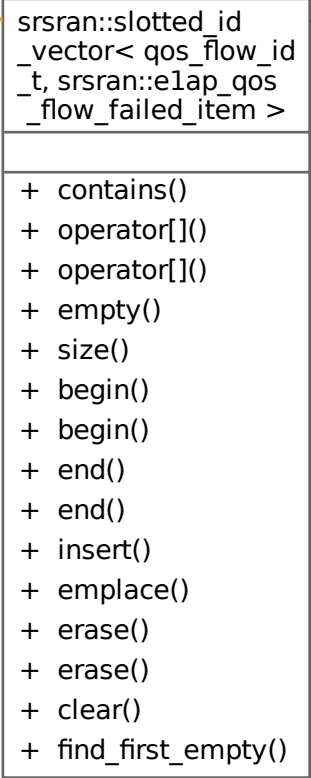 srsran::slotted_id
_vector< qos_flow_id
_t, srsran::e1ap_qos
_flow_failed_item >
+ contains()
+ operator[]()
+ operator[]()
+ empty()
+ size()
+ begin()
+ begin()
+ end()
+ end()
+ insert()
+ emplace()
+ erase()
+ erase()
+ clear()
+ find_first_empty()